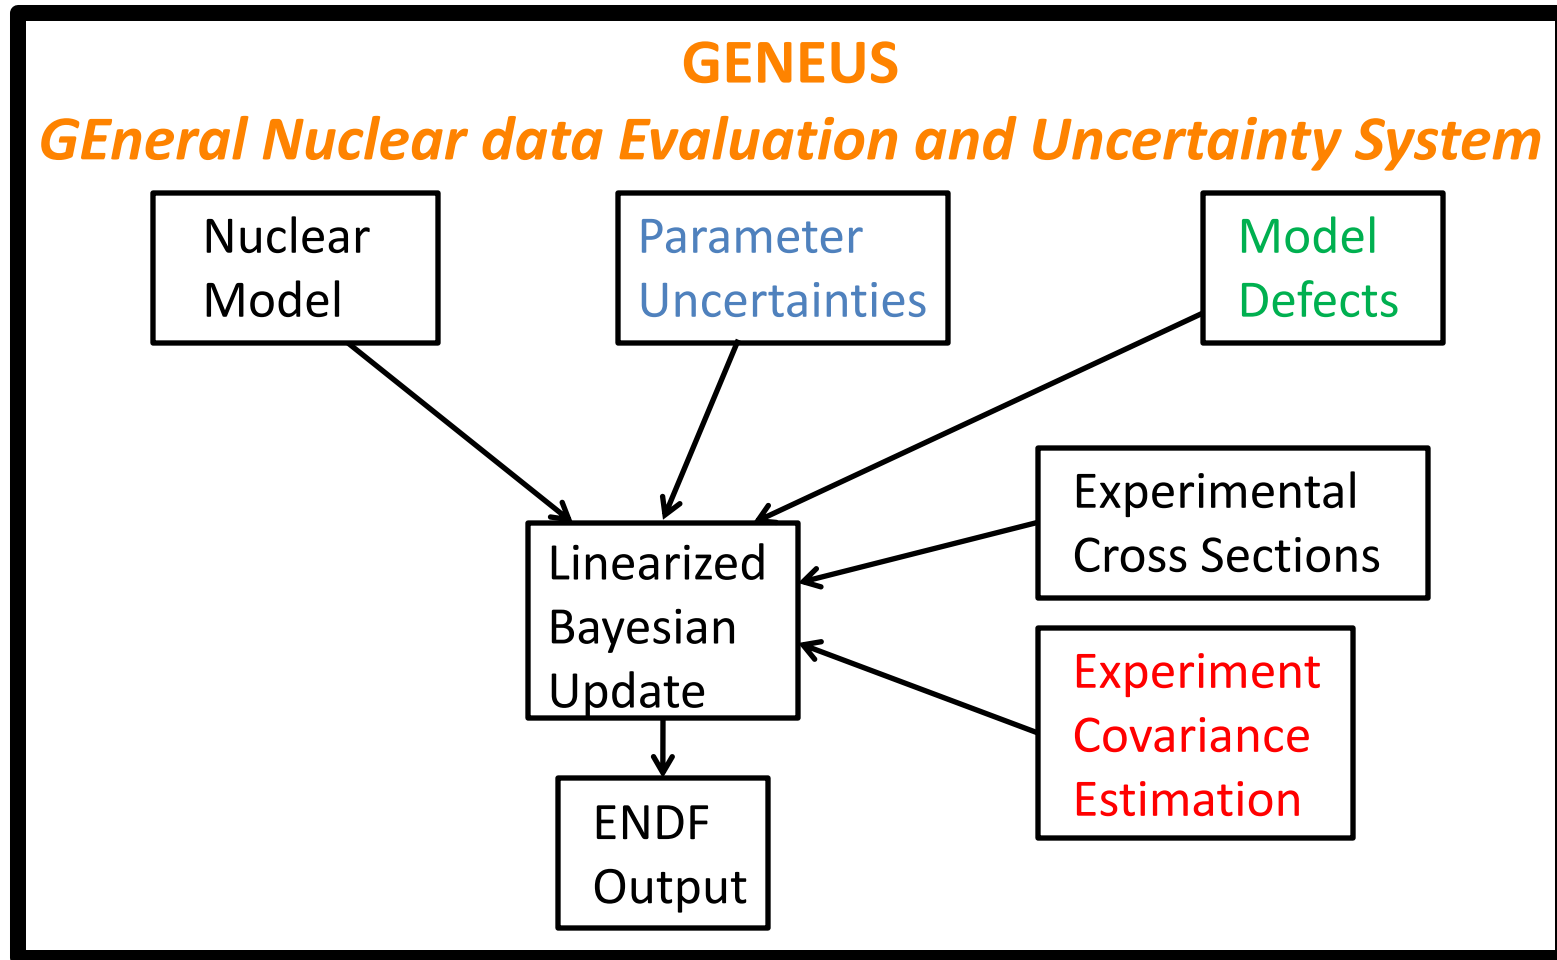 GENEUS
GEneral Nuclear data Evaluation and Uncertainty System
Nuclear
Model
Parameter
Uncertainties
Model
Defects
Experimental
Cross Sections
Linearized
Bayesian
Update
Experiment
Covariance
Estimation
ENDF
Output